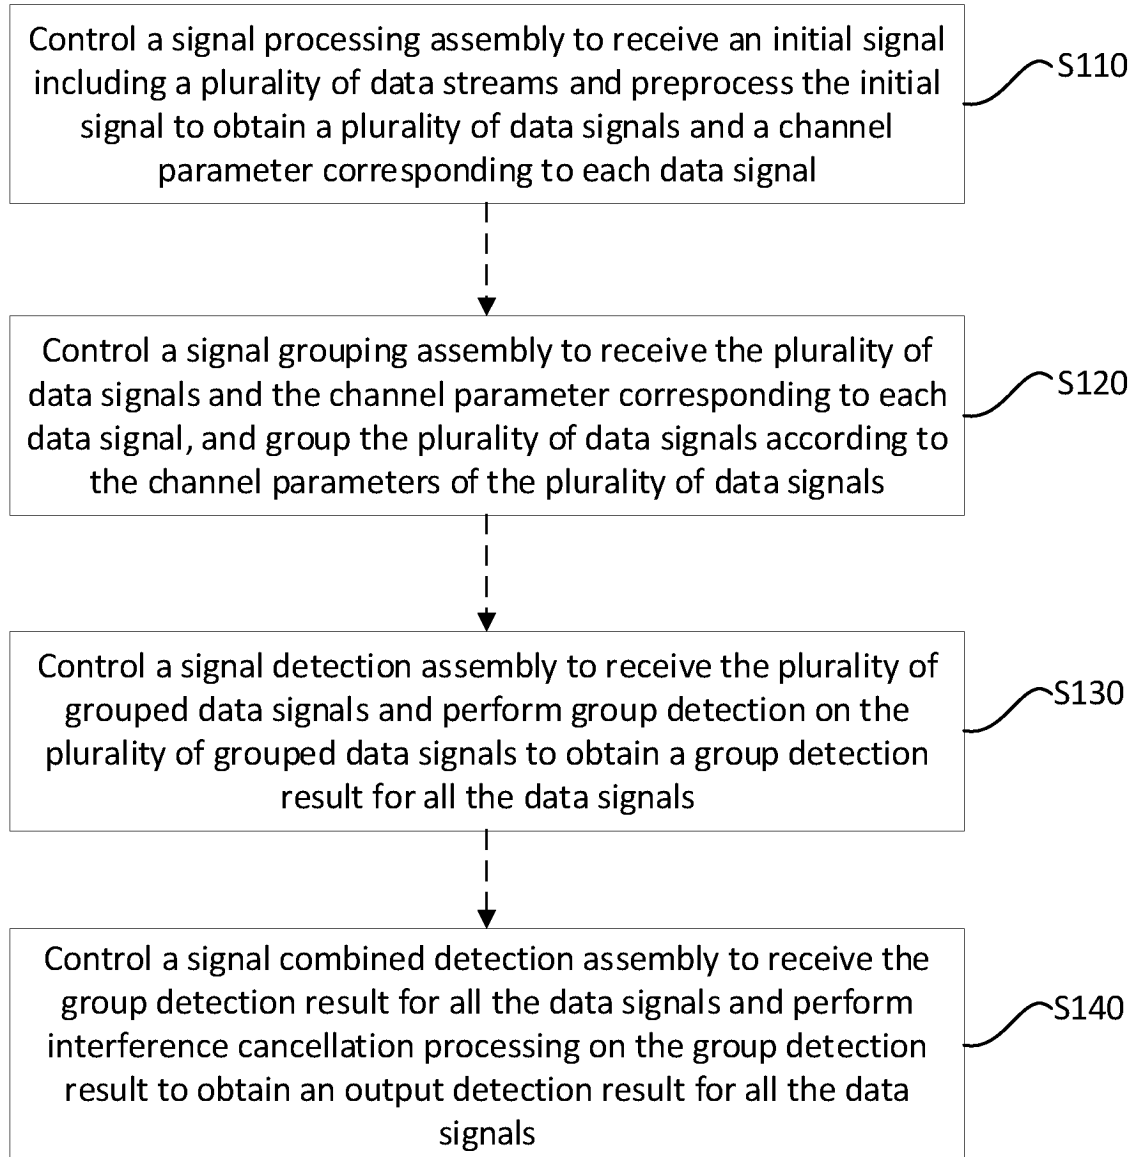 Control a signal processing assembly to receive an initial signal
including a plurality of data streams and preprocess the initial
signal to obtain a plurality of data signals and a channel
parameter corresponding to each data signal
S110
Control a signal grouping assembly to receive the plurality of
data signals and the channel parameter corresponding to each
data signal, and group the plurality of data signals according to
the channel parameters of the plurality of data signals
S120
Control a signal detection assembly to receive the plurality of
grouped data signals and perform group detection on the
plurality of grouped data signals to obtain a group detection
result for all the data signals
S130
Control a signal combined detection assembly to receive the
group detection result for all the data signals and perform
interference cancellation processing on the group detection
result to obtain an output detection result for all the data
signals
S140